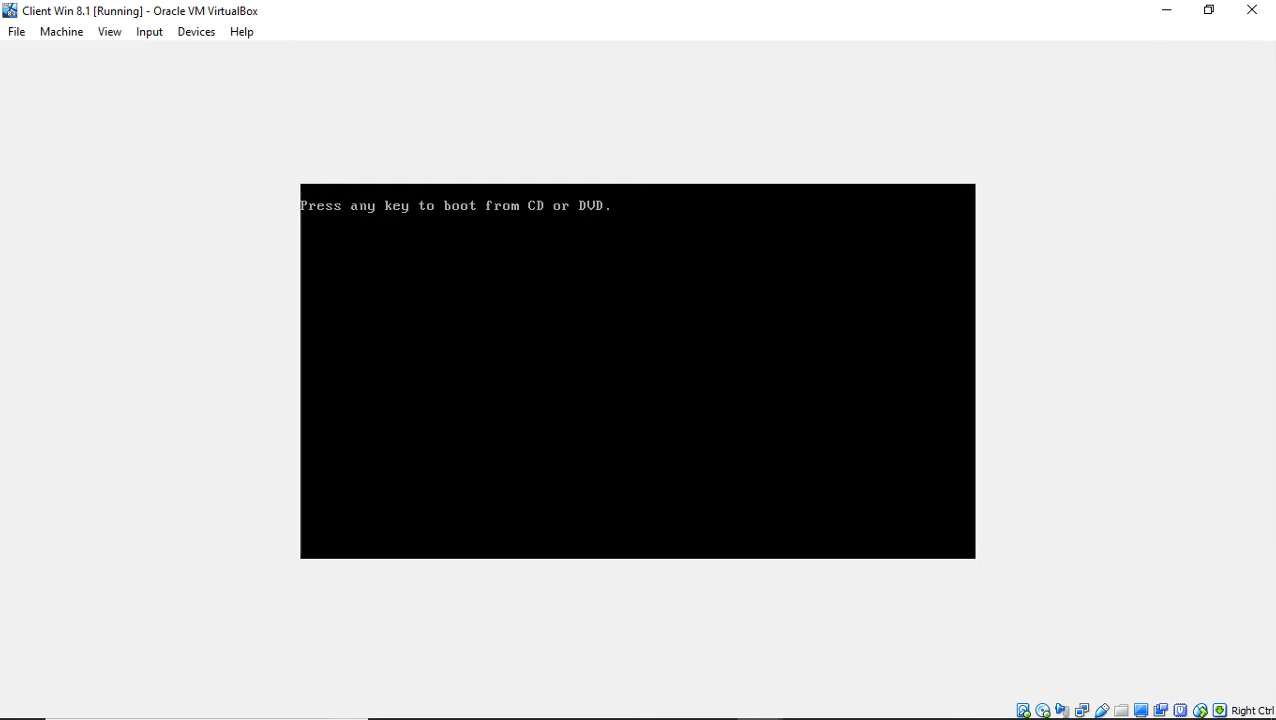 Client Win 8.1 [Running] - Oracle VM VirtualBox
File Machine View Input Devices Help
Press any key to boot from CD or DVD.
Right Ctrl